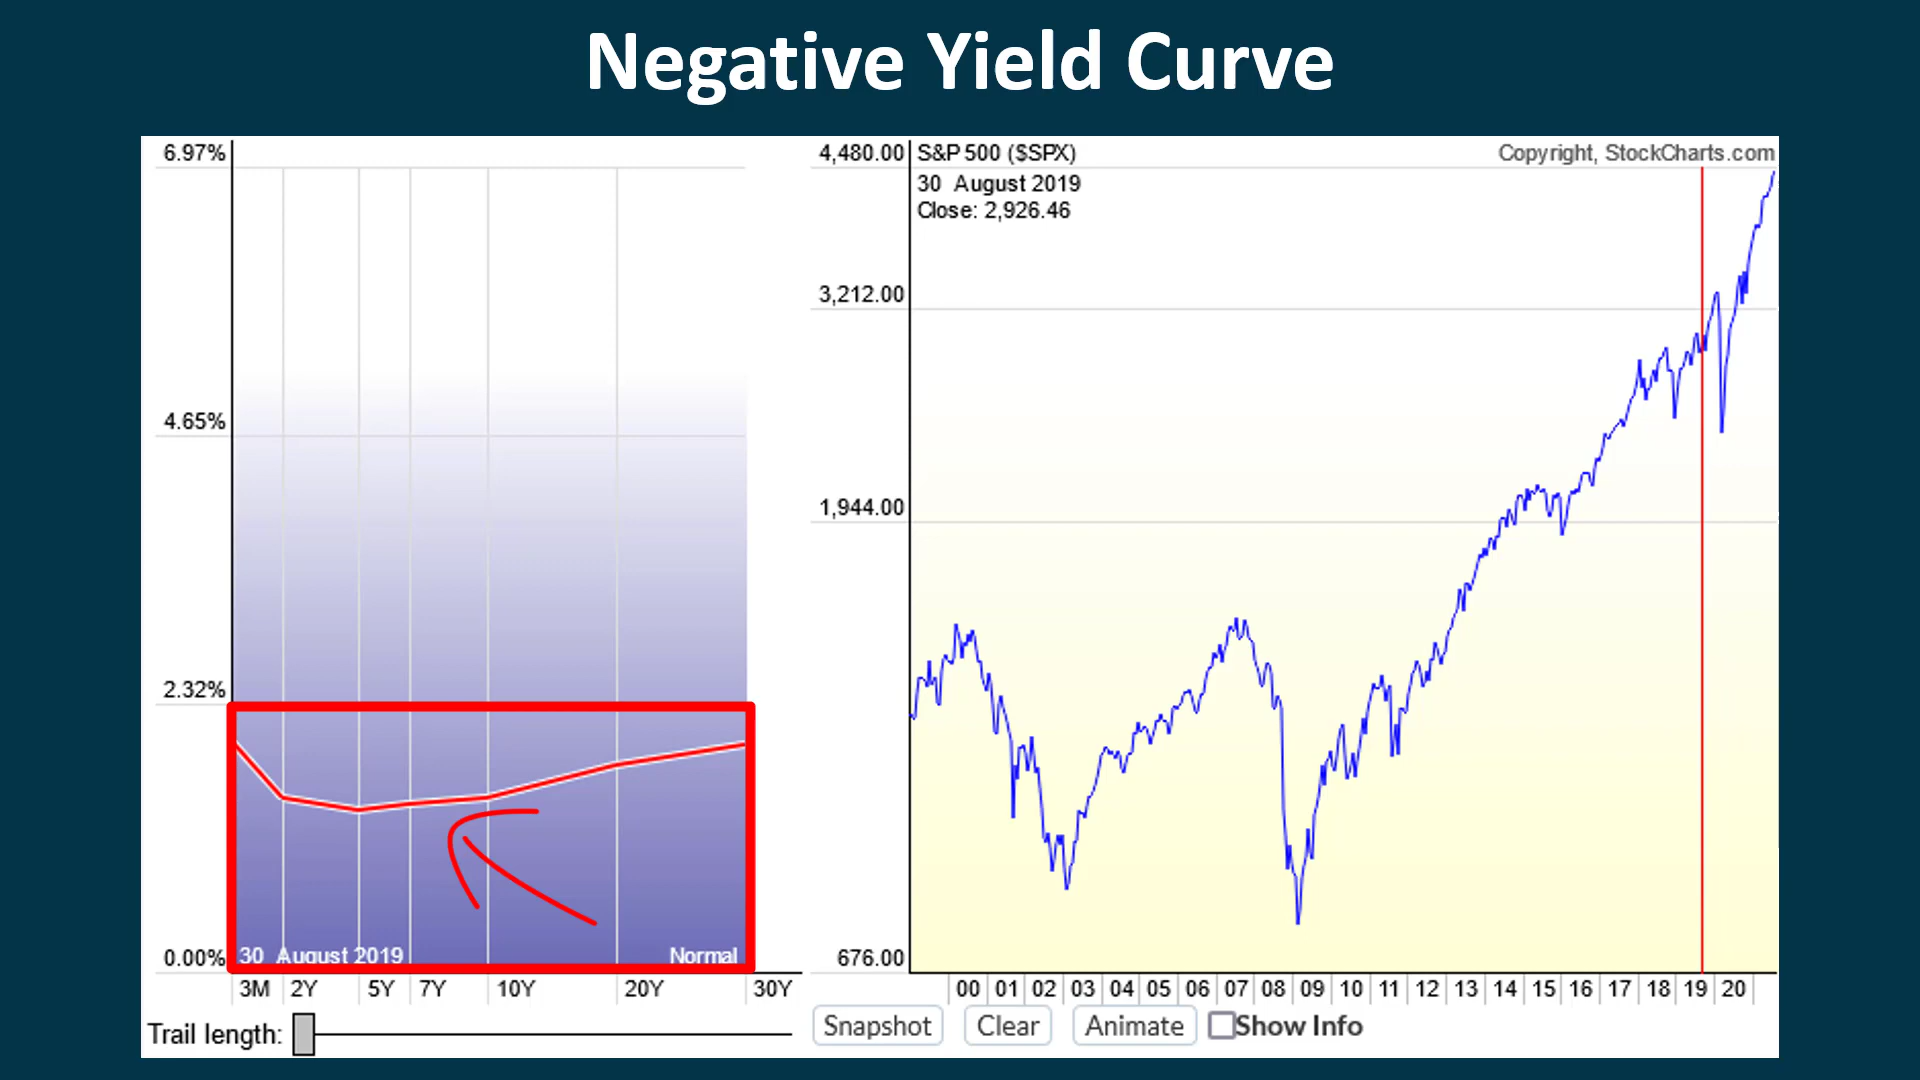 Negative Yield Curve
6.97%
4.65%
2.32%
0.00%
30 August 2019
Normal
3M 2Y 5Y 7Y 10Y 20Y 30Y
Trail length:
4,480.00
3,212.00
1,944.00
676.00
S&P 500 ($SPX)
Copyright, StockCharts.com
30 August 2019
Close: 2,926.46
00 01 02 03 04 05 06 07 08 09 10 11 12 13 14 15 16 17 18 19 20
Snapshot Clear Animate Show Info